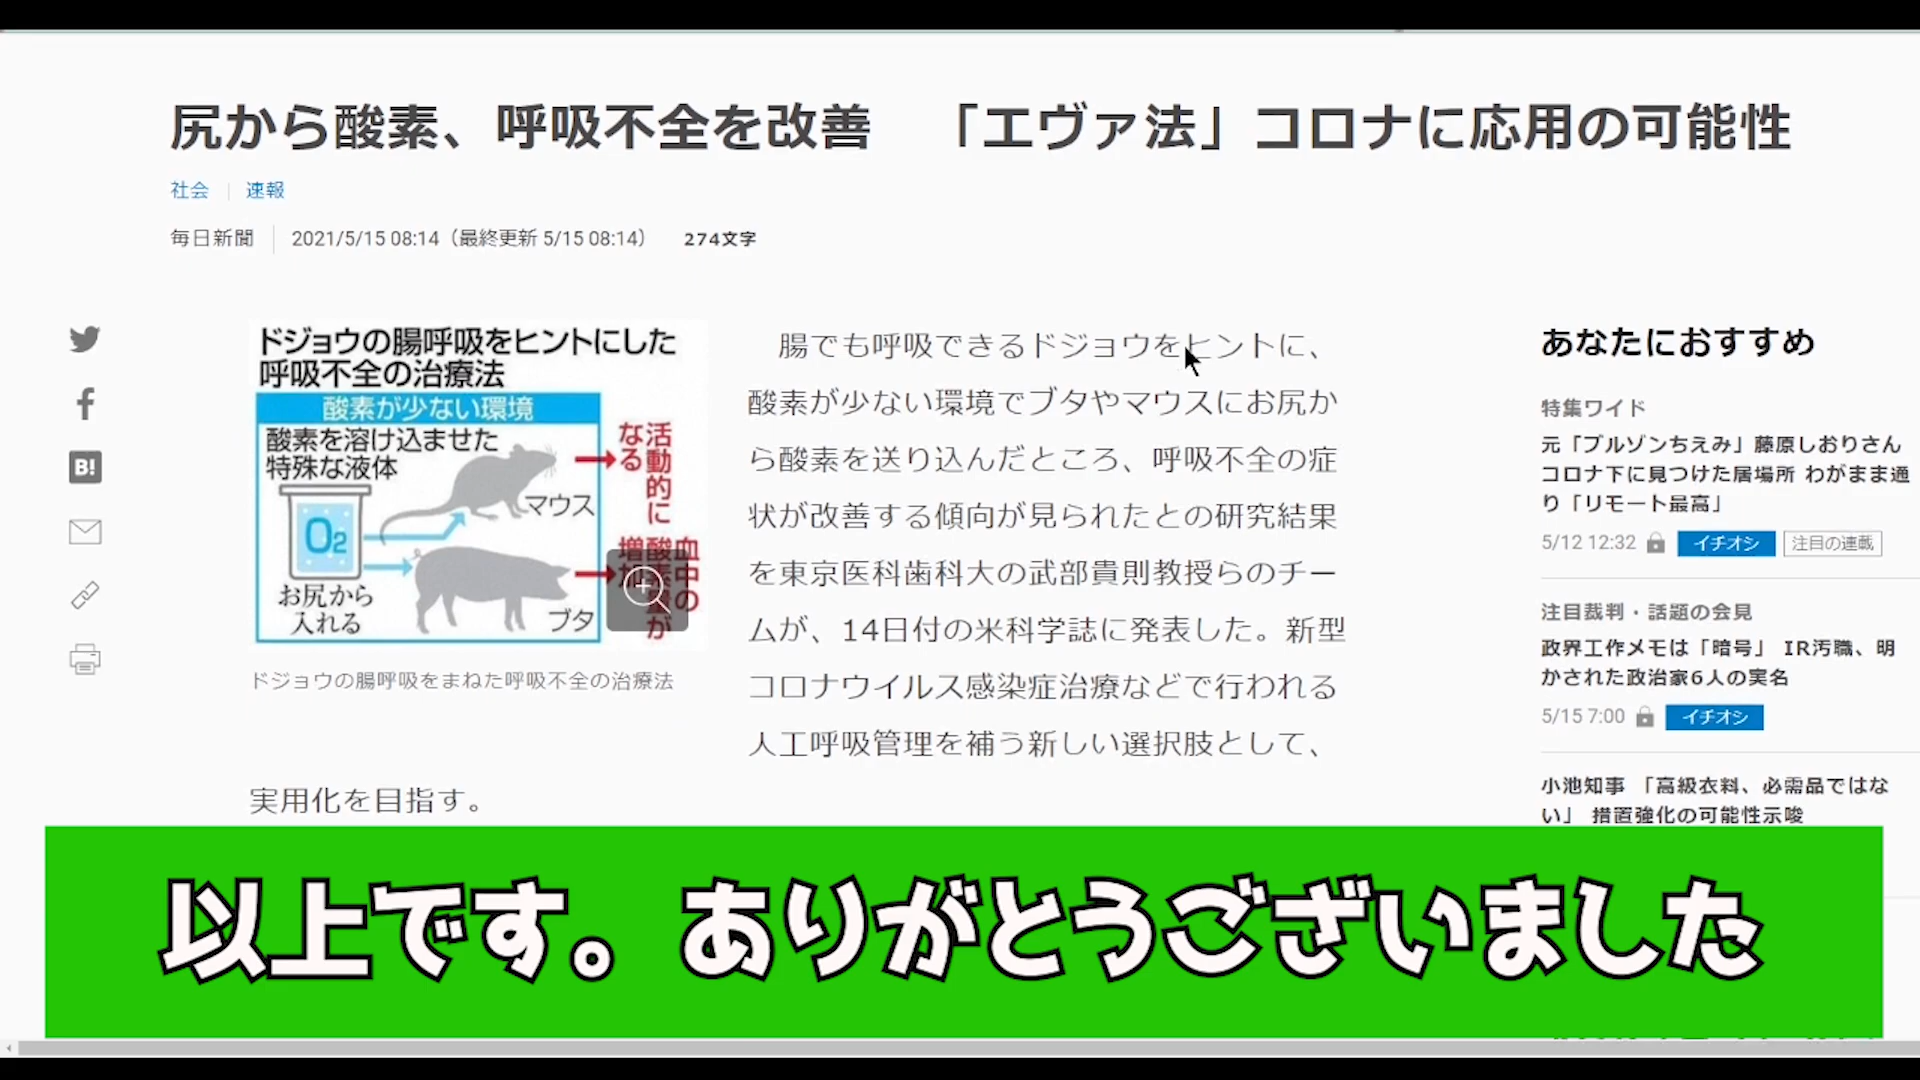 尻から酸素、呼吸不全を改善 「エヴァ法」コロナに応用の可能性
社会 | 速報
毎日新聞 | 2021/5/15 08:14（最終更新 5/15 08:14） 274文字
B!
ドジョウの腸呼吸をヒントにした
呼吸不全の治療法
酸素が少ない環境
酸素を溶け込ませた
特殊な液体
O2
お尻から
入れる
マウス
ブタ
活動的に
なる
血中の
酸素量が
増加
ドジョウの腸呼吸をまねた呼吸不全の治療法
腸でも呼吸できるドジョウをヒントに、
酸素が少ない環境でブタやマウスにお尻か
ら酸素を送り込んだところ、呼吸不全の症
状が改善する傾向が見られたとの研究結果
を東京医科歯科大の武部貴則教授らのチー
ムが、14日付の米科学誌に発表した。新型
コロナウイルス感染症治療などで行われる
人工呼吸管理を補う新しい選択肢として、
実用化を目指す。
あなたにおすすめ
特集ワイド
元「ブルゾンちえみ」藤原しおりさん
コロナ下に見つけた居場所 わがまま通
り「リモート最高」
5/12 12:32 イチオシ 注目の連載
注目裁判・話題の会見
政界工作メモは「暗号」 IR汚職、明
かされた政治家6人の実名
5/15 7:00 イチオシ
小池知事 「高級衣料、必需品ではな
い」 措置強化の可能性示唆
以上です。ありがとうございました